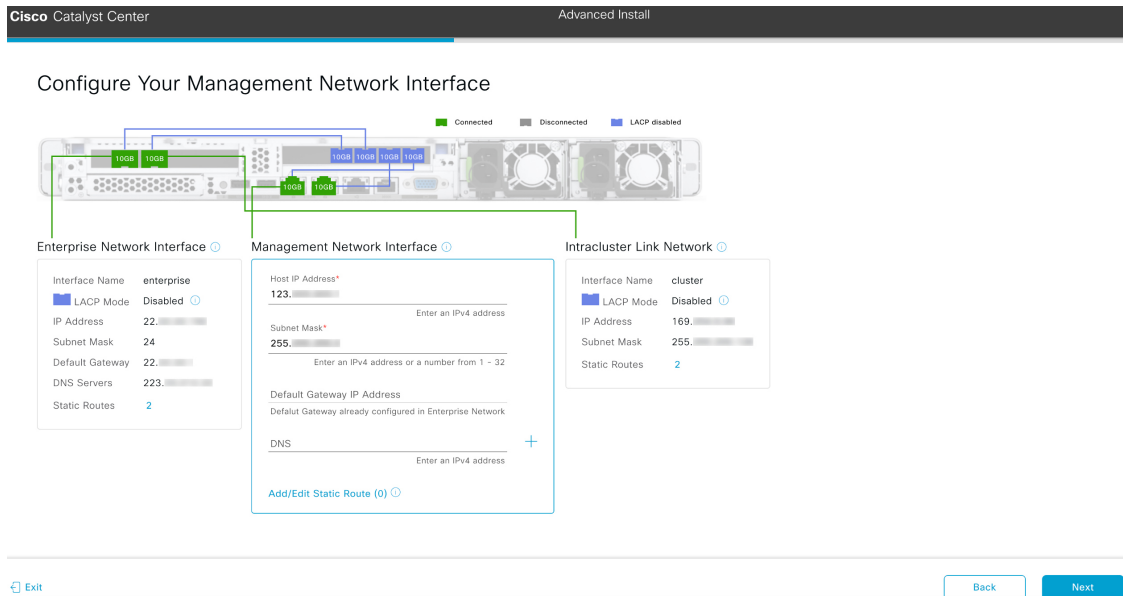 Cisco Catalyst Center
Advanced Install
Configure Your Management Network Interface
Connected
Disconnected
LACP disabled
10GB 10GB
10GB 10GB 10GB 10GB
10GB 10GB
Enterprise Network Interface
Interface Name enterprise
LACP Mode Disabled
IP Address 22.
Subnet Mask 24
Default Gateway 22.
DNS Servers 223.
Static Routes 2
Management Network Interface
Host IP Address*
123.
Enter an IPv4 address
Subnet Mask*
255.
Enter an IPv4 address or a number from 1 - 32
Default Gateway IP Address
Defalut Gateway already configured in Enterprise Network
DNS
Enter an IPv4 address
Add/Edit Static Route (0)
Intracluster Link Network
Interface Name cluster
LACP Mode Disabled
IP Address 169.
Subnet Mask 255.
Static Routes 2
Exit
Back
Next